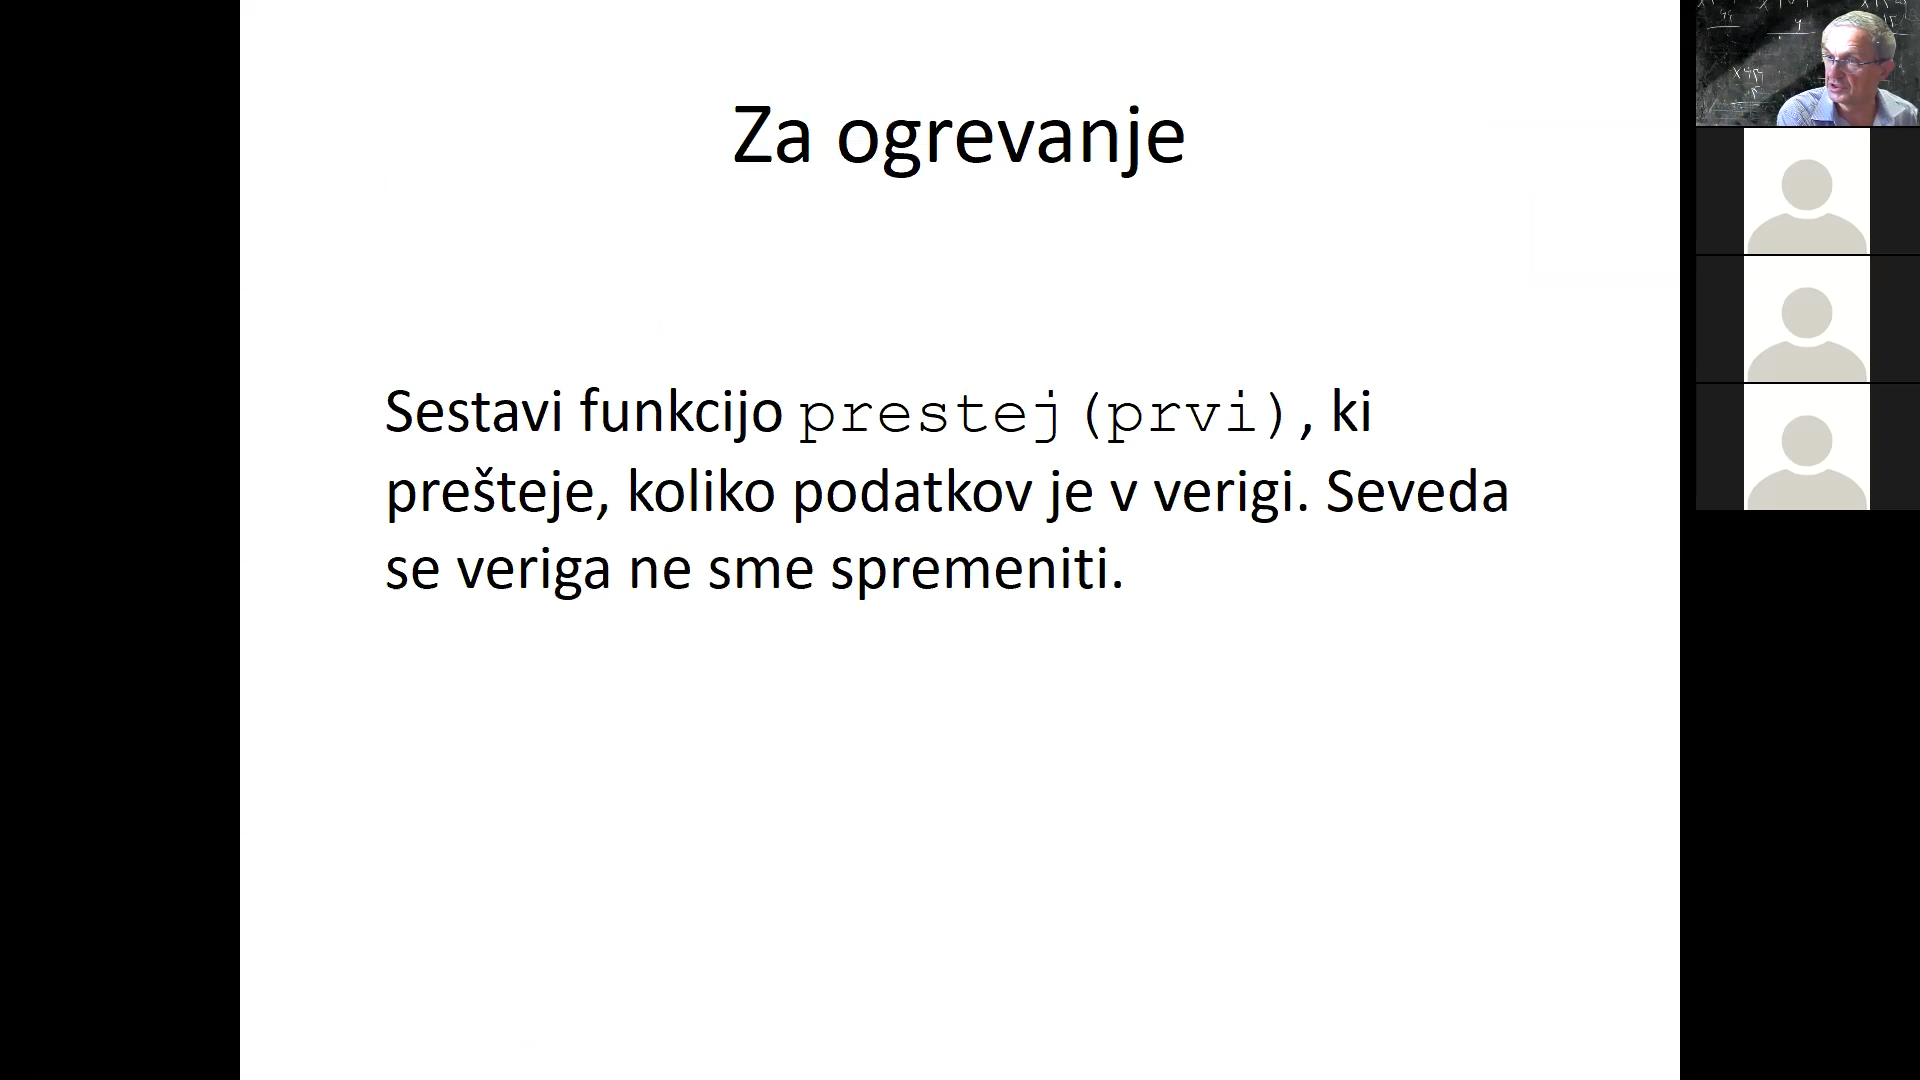 Za ogrevanje
Sestavi funkcijo prestej(prvi), ki
prešteje, koliko podatkov je v verigi. Seveda
se veriga ne sme spremeniti.